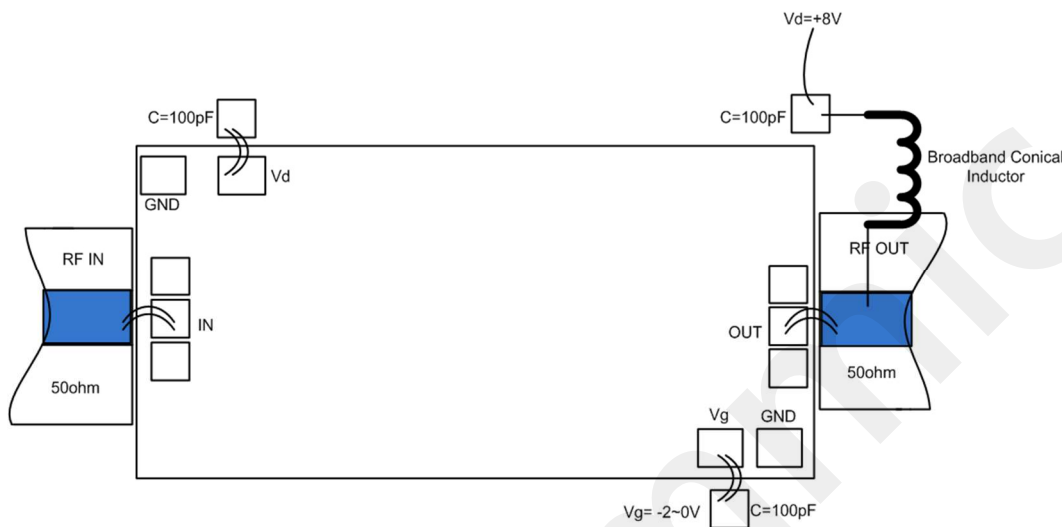 Vd=+8V
C=100pF
C=100pF
Broadband Conical
Inductor
Vd
GND
RF IN
RF OUT
IN
OUT
50ohm
50ohm
Vg
GND
Vg= -2~0V
C=100pF